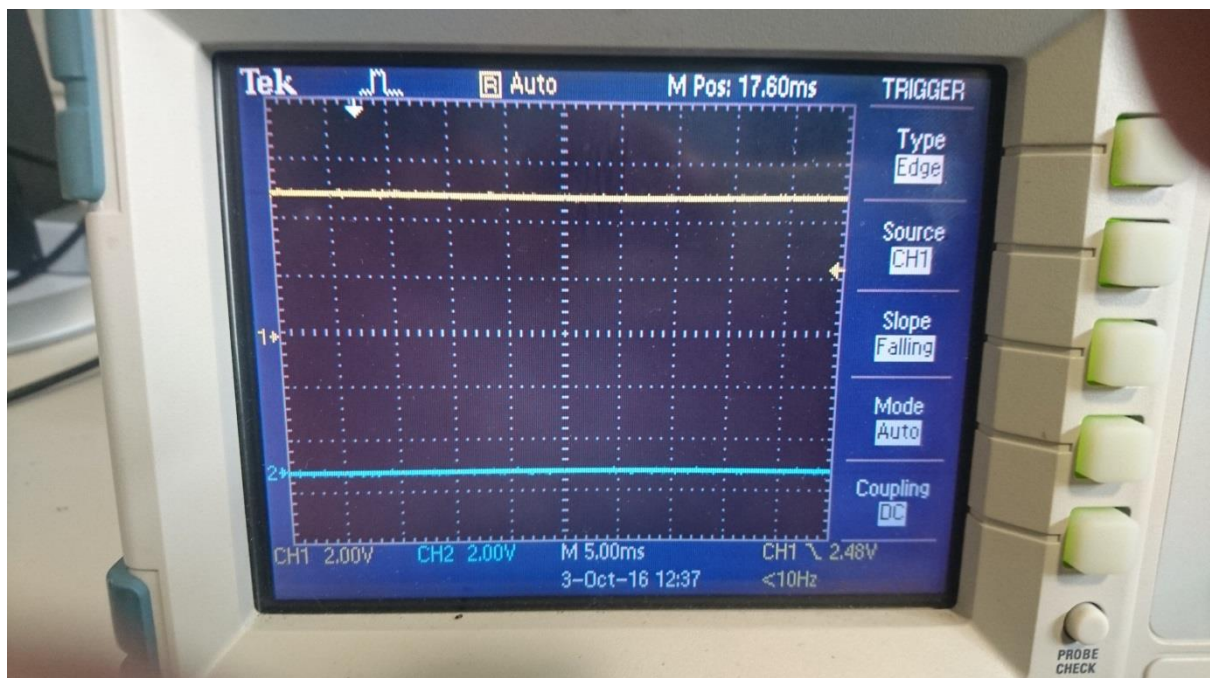 Tek R Auto M Pos: 17.60ms TRIGGER
Type
Edge
Source
CH1
Slope
Falling
Mode
Auto
Coupling
DC
1
2
CH1 2.00V CH2 2.00V M 5.00ms CH1 2.48V
3-Oct-16 12:37 <10Hz
PROBE
CHECK